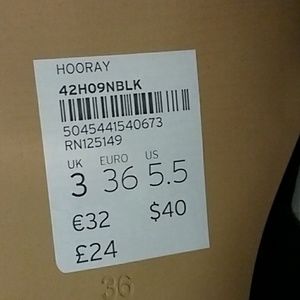 HOORAY
42H09NBLK
5045441540673
RN125149
UK EURO US
3 36 5.5
€32 $40
£24
36